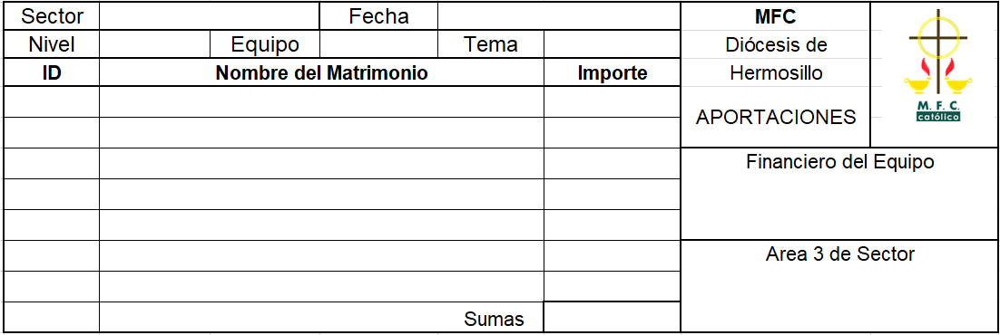 Sector Fecha MFC
Nivel Equipo Tema Diócesis de
ID Nombre del Matrimonio Importe Hermosillo
APORTACIONES
M. F. C.
católico
Financiero del Equipo
Area 3 de Sector
Sumas